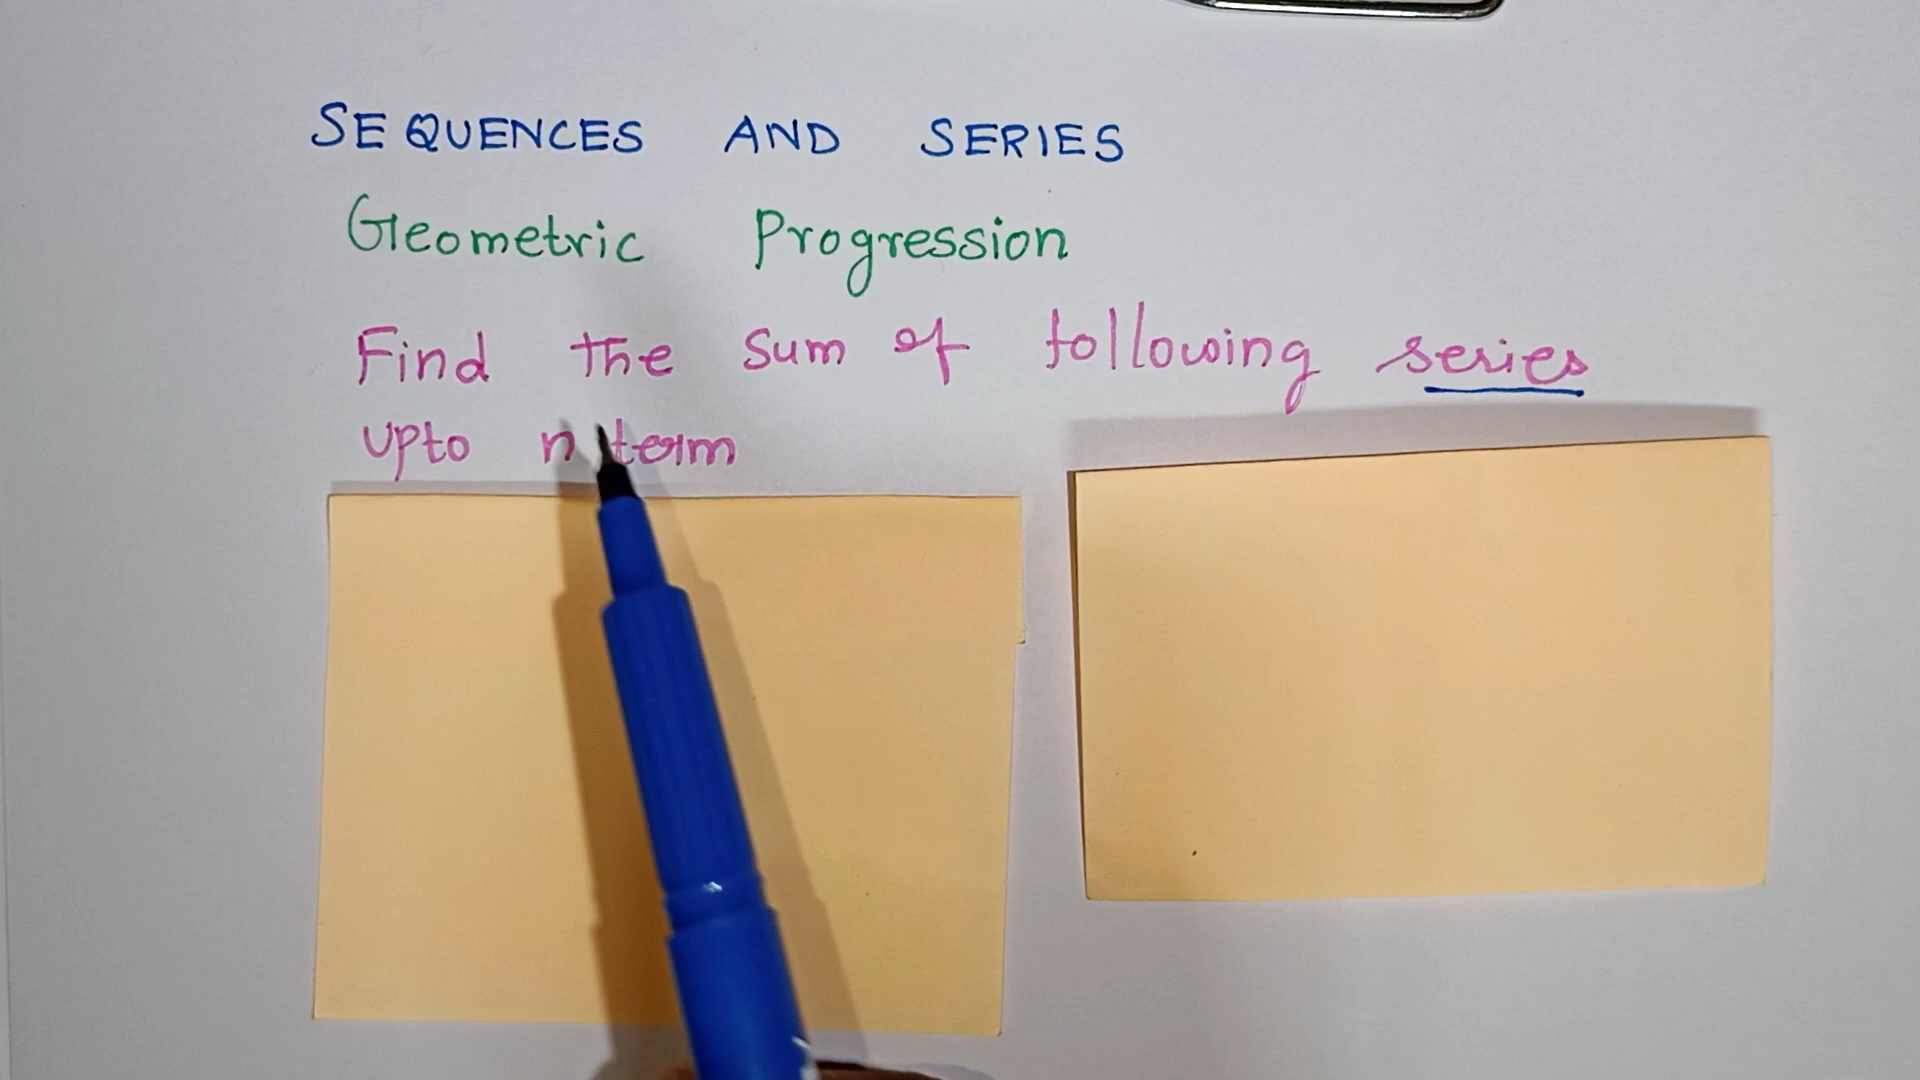 SEQUENCES AND SERIES
Geometric Progression
Find the sum of following series
upto n term